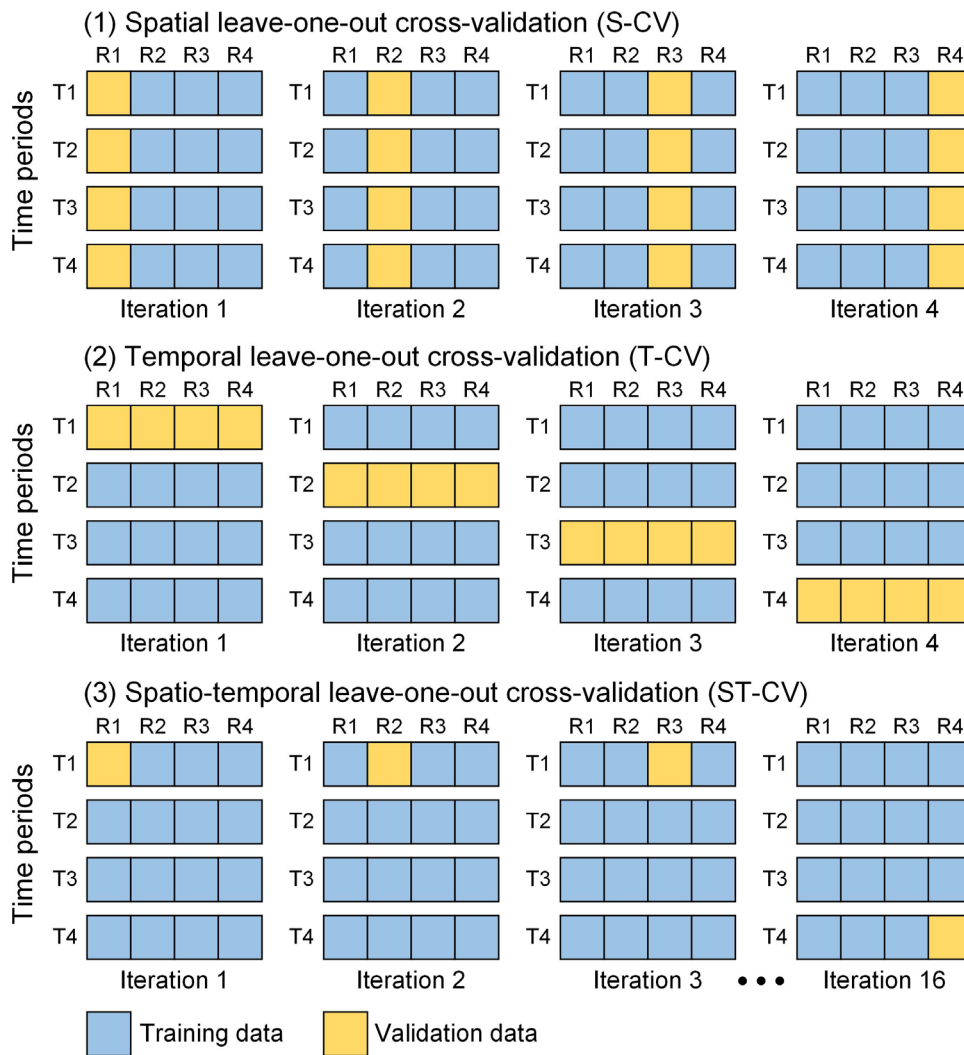 (1) Spatial leave-one-out cross-validation (S-CV)
R1 R2 R3 R4 R1 R2 R3 R4 R1 R2 R3 R4 R1 R2 R3 R4
Time periods
T1 T1 T1 T1
T2 T2 T2 T2
T3 T3 T3 T3
T4 T4 T4 T4
Iteration 1 Iteration 2 Iteration 3 Iteration 4
(2) Temporal leave-one-out cross-validation (T-CV)
R1 R2 R3 R4 R1 R2 R3 R4 R1 R2 R3 R4 R1 R2 R3 R4
Time periods
T1 T1 T1 T1
T2 T2 T2 T2
T3 T3 T3 T3
T4 T4 T4 T4
Iteration 1 Iteration 2 Iteration 3 Iteration 4
(3) Spatio-temporal leave-one-out cross-validation (ST-CV)
R1 R2 R3 R4 R1 R2 R3 R4 R1 R2 R3 R4 R1 R2 R3 R4
Time periods
T1 T1 T1 T1
T2 T2 T2 T2
T3 T3 T3 T3
T4 T4 T4 T4
Iteration 1 Iteration 2 Iteration 3 ••• Iteration 16
Training data Validation data